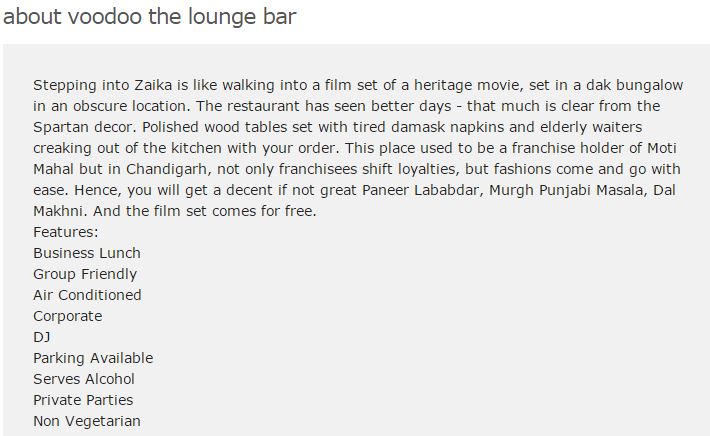 about voodoo the lounge bar
Stepping into Zaika is like walking into a film set of a heritage movie, set in a dak bungalow
in an obscure location. The restaurant has seen better days - that much is clear from the
Spartan decor. Polished wood tables set with tired damask napkins and elderly waiters
creaking out of the kitchen with your order. This place used to be a franchise holder of Moti
Mahal but in Chandigarh, not only franchisees shift loyalties, but fashions come and go with
ease. Hence, you will get a decent if not great Paneer Lababdar, Murgh Punjabi Masala, Dal
Makhni. And the film set comes for free.
Features:
Business Lunch
Group Friendly
Air Conditioned
Corporate
DJ
Parking Available
Serves Alcohol
Private Parties
Non Vegetarian